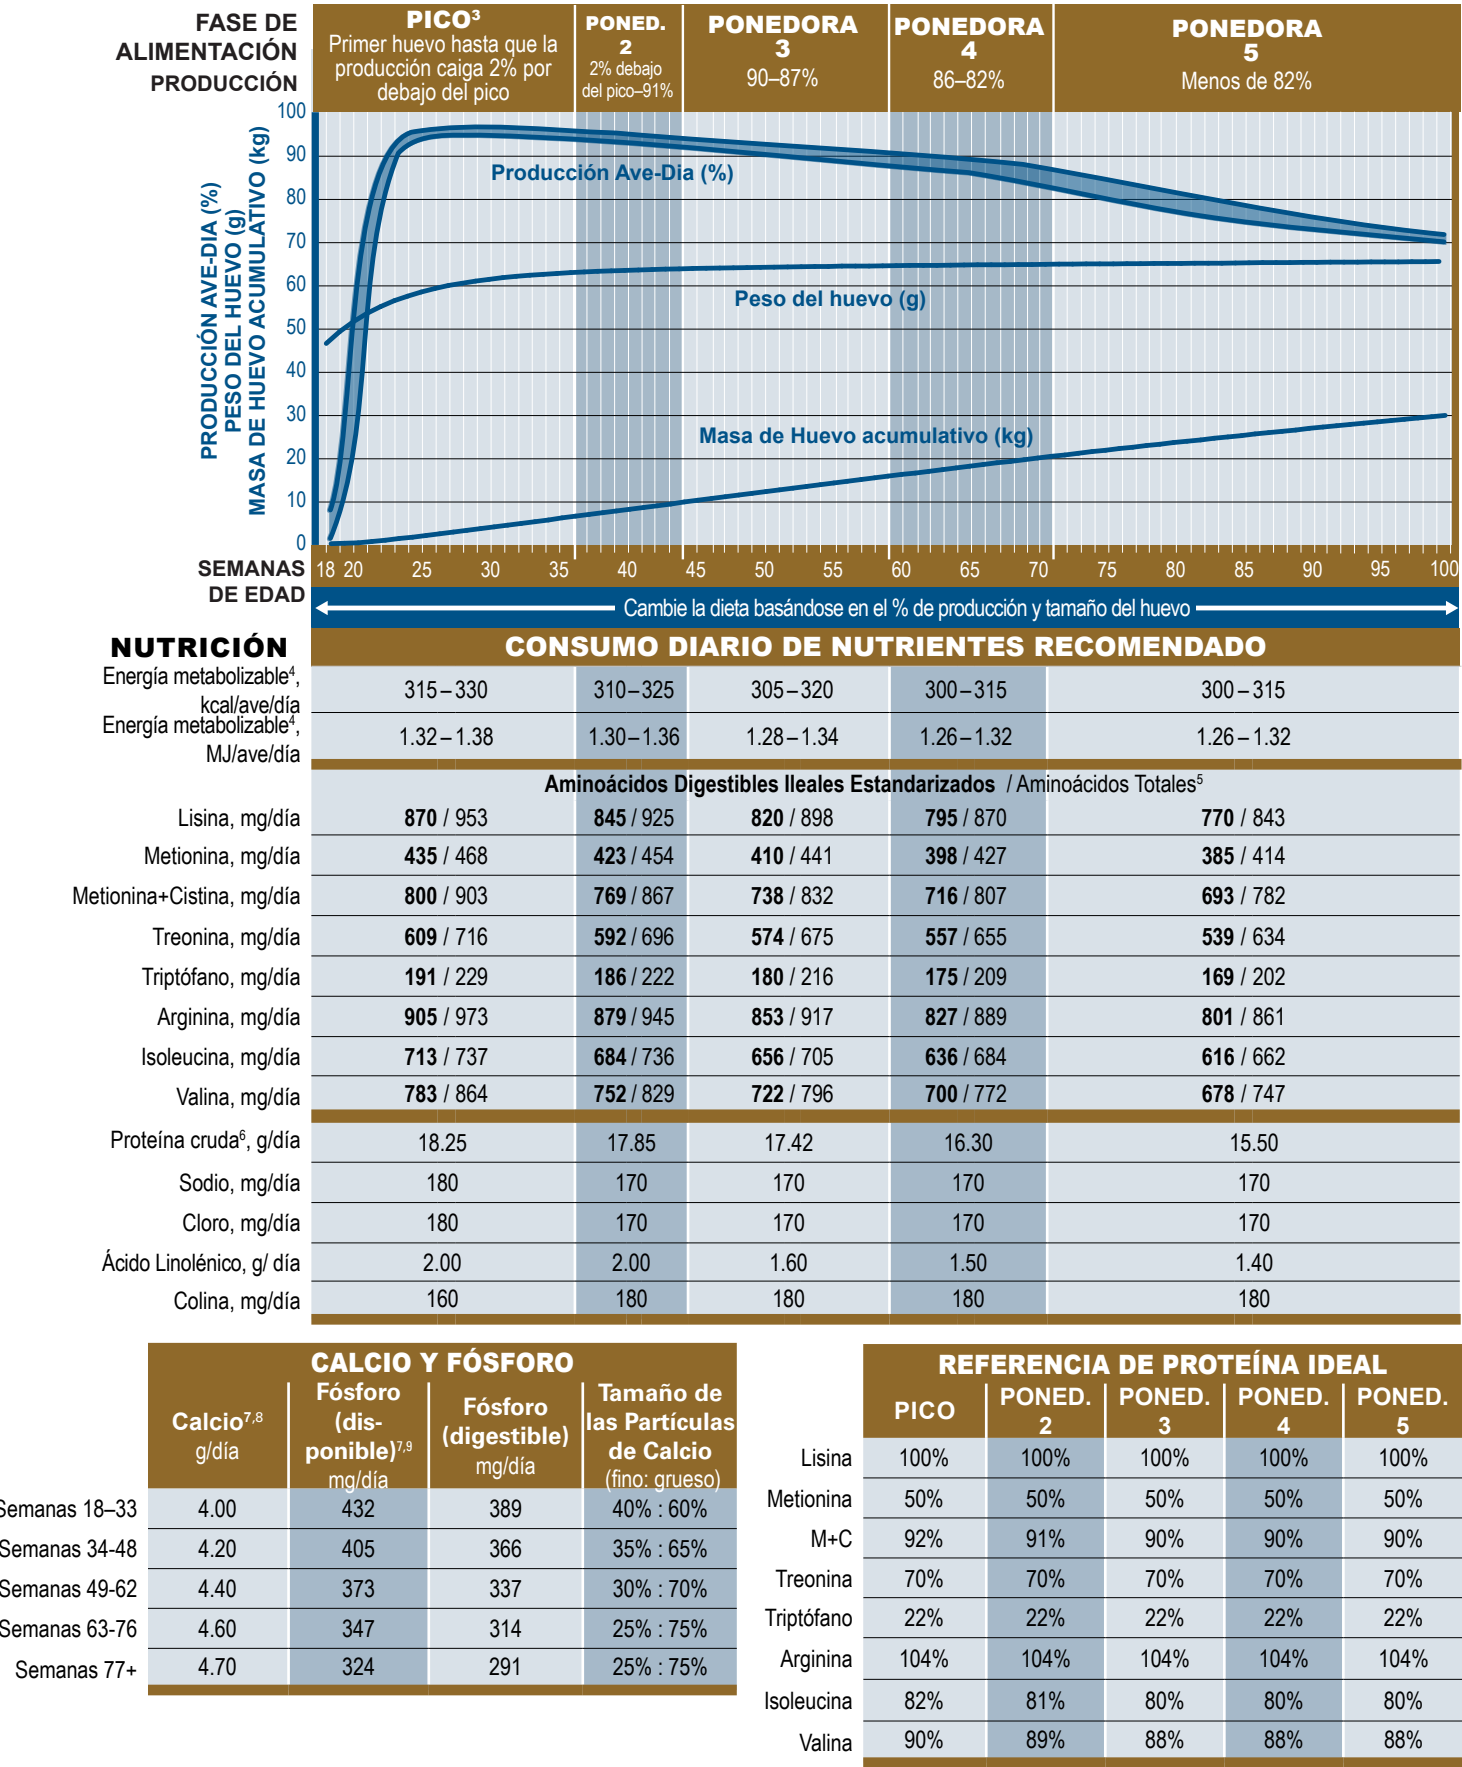 FASE DE
ALIMENTACIÓN
PRODUCCIÓN
PICO³
Primer huevo hasta que la
producción caiga 2% por
debajo del pico
PONED.
2
2% debajo
del pico–91%
PONEDORA
3
90–87%
PONEDORA
4
86–82%
PONEDORA
5
Menos de 82%
PRODUCCIÓN AVE-DIA (%)
PESO DEL HUEVO (g)
MASA DE HUEVO ACUMULATIVO (kg)
100
90
80
70
60
50
40
30
20
10
0
Producción Ave-Dia (%)
Peso del huevo (g)
Masa de Huevo acumulativo (kg)
SEMANAS
DE EDAD
18 20 25 30 35 40 45 50 55 60 65 70 75 80 85 90 95 100
Cambie la dieta basándose en el % de producción y tamaño del huevo
NUTRICIÓN CONSUMO DIARIO DE NUTRIENTES RECOMENDADO
Energía metabolizable⁴,
kcal/ave/día 315–330 310–325 305–320 300–315 300–315
Energía metabolizable⁴,
MJ/ave/día 1.32–1.38 1.30–1.36 1.28–1.34 1.26–1.32 1.26–1.32
Aminoácidos Digestibles Ileales Estandarizados / Aminoácidos Totales⁵
Lisina, mg/día 870 / 953 845 / 925 820 / 898 795 / 870 770 / 843
Metionina, mg/día 435 / 468 423 / 454 410 / 441 398 / 427 385 / 414
Metionina+Cistina, mg/día 800 / 903 769 / 867 738 / 832 716 / 807 693 / 782
Treonina, mg/día 609 / 716 592 / 696 574 / 675 557 / 655 539 / 634
Triptófano, mg/día 191 / 229 186 / 222 180 / 216 175 / 209 169 / 202
Arginina, mg/día 905 / 973 879 / 945 853 / 917 827 / 889 801 / 861
Isoleucina, mg/día 713 / 737 684 / 736 656 / 705 636 / 684 616 / 662
Valina, mg/día 783 / 864 752 / 829 722 / 796 700 / 772 678 / 747
Proteína cruda⁶, g/día 18.25 17.85 17.42 16.30 15.50
Sodio, mg/día 180 170 170 170 170
Cloro, mg/día 180 170 170 170 170
Ácido Linolénico, g/ día 2.00 2.00 1.60 1.50 1.40
Colina, mg/día 160 180 180 180 180
CALCIO Y FÓSFORO
Calcio⁷,⁸
g/día
Fósforo
(dis-
ponible)⁷,⁹
mg/día
Fósforo
(digestible)
mg/día
Tamaño de
las Partículas
de Calcio
(fino: grueso)
Semanas 18–33 4.00 432 389 40% : 60%
Semanas 34-48 4.20 405 366 35% : 65%
Semanas 49-62 4.40 373 337 30% : 70%
Semanas 63-76 4.60 347 314 25% : 75%
Semanas 77+ 4.70 324 291 25% : 75%
REFERENCIA DE PROTEÍNA IDEAL
PICO
PONED.
2
PONED.
3
PONED.
4
PONED.
5
Lisina 100% 100% 100% 100% 100%
Metionina 50% 50% 50% 50% 50%
M+C 92% 91% 90% 90% 90%
Treonina 70% 70% 70% 70% 70%
Triptófano 22% 22% 22% 22% 22%
Arginina 104% 104% 104% 104% 104%
Isoleucina 82% 81% 80% 80% 80%
Valina 90% 89% 88% 88% 88%